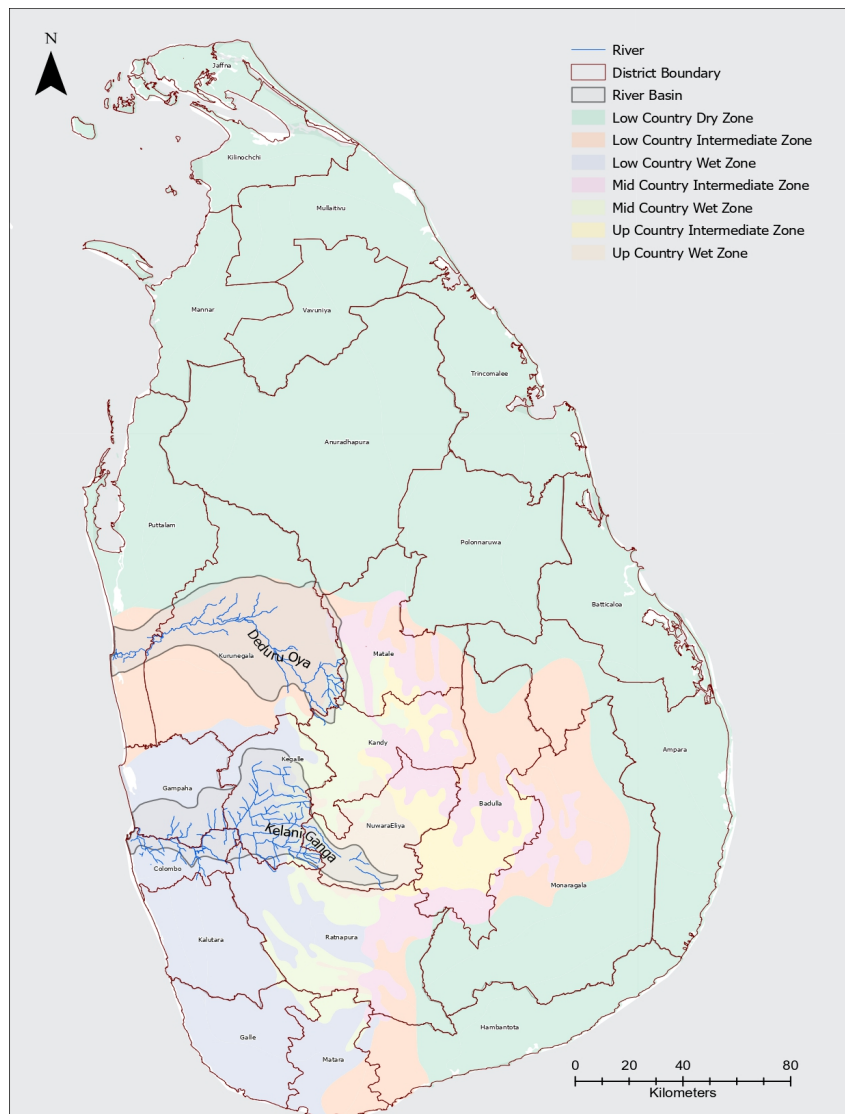 N
River
District Boundary
River Basin
Low Country Dry Zone
Low Country Intermediate Zone
Low Country Wet Zone
Mid Country Intermediate Zone
Mid Country Wet Zone
Up Country Intermediate Zone
Up Country Wet Zone
Jaffna
Kilinochchi
Mullaitivu
Mannar
Vavuniya
Trincomalee
Anuradhapura
Puttalam
Polonnaruwa
Batticaloa
Deduru Oya
Kurunegala
Matale
Kandy
Ampara
Kegalle
Gampaha
Badulla
Kelani Ganga
NuwaraEliya
Colombo
Monaragala
Kalutara
Ratnapura
Hambantota
Galle
Matara
0 20 40 80
Kilometers